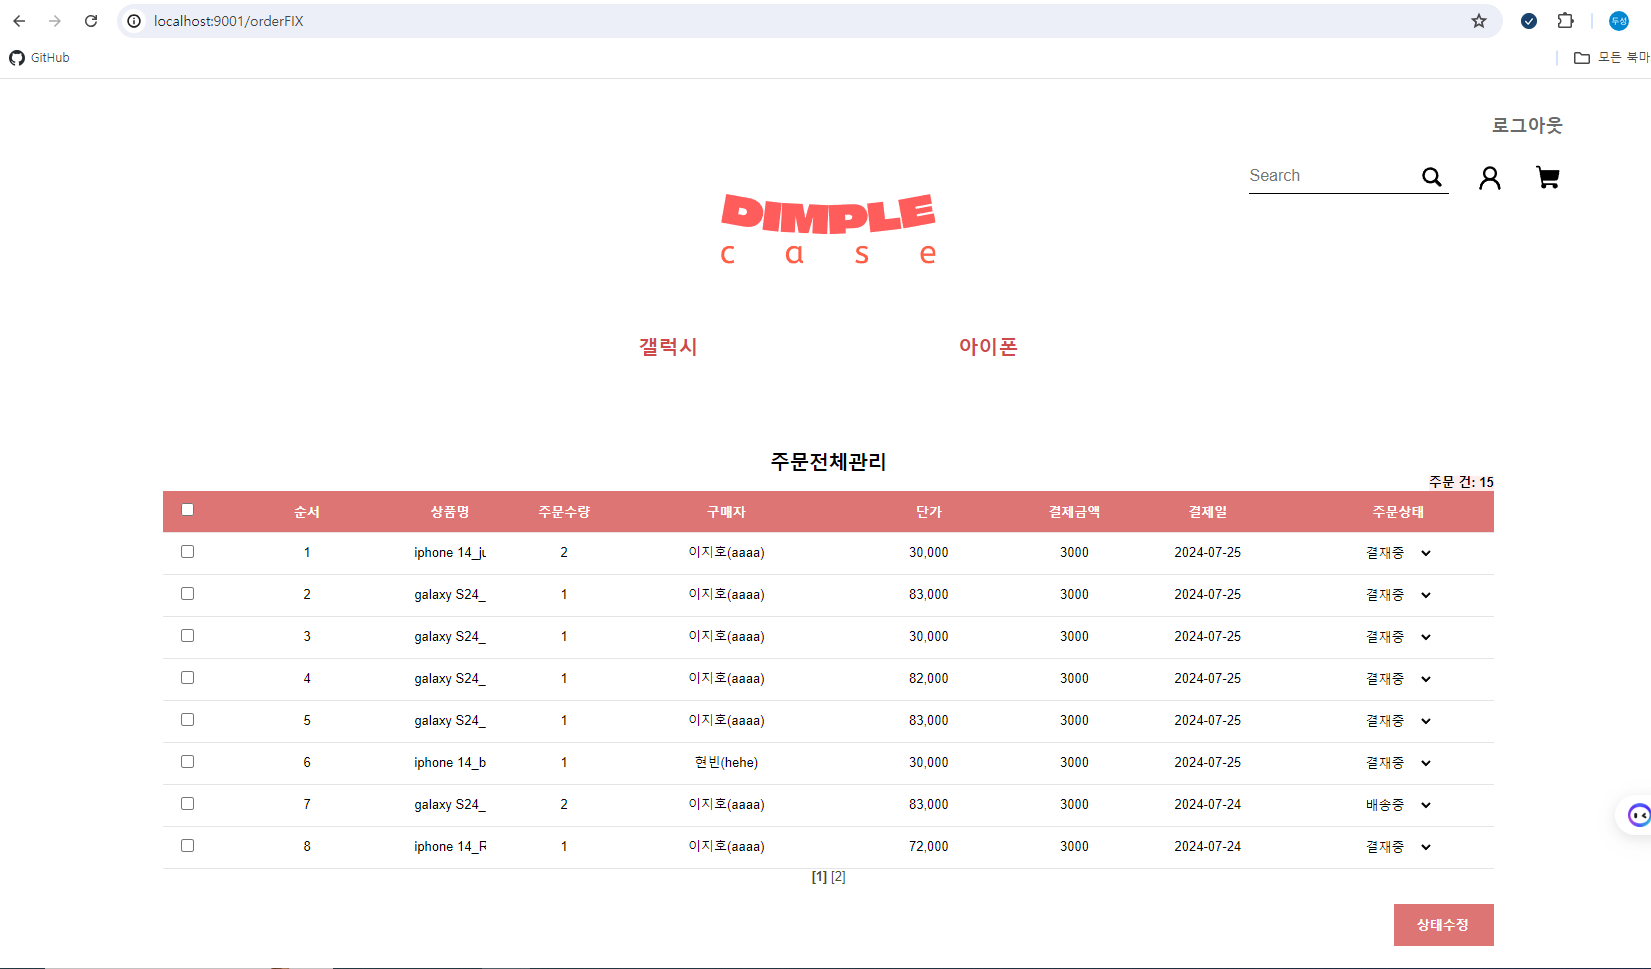 localhost:9001/orderFIX
두성
GitHub
모든 북마
로그아웃
Search
DIMPLE
case
갤럭시 아이폰
주문전체관리
주문 건: 15
순서 상품명 주문수량 구매자 단가 결제금액 결제일 주문상태
1 iphone 14_ju 2 이지호(aaaa) 30,000 3000 2024-07-25 결재중
2 galaxy S24_ 1 이지호(aaaa) 83,000 3000 2024-07-25 결재중
3 galaxy S24_ 1 이지호(aaaa) 30,000 3000 2024-07-25 결재중
4 galaxy S24_ 1 이지호(aaaa) 82,000 3000 2024-07-25 결재중
5 galaxy S24_ 1 이지호(aaaa) 83,000 3000 2024-07-25 결재중
6 iphone 14_b 1 현빈(hehe) 30,000 3000 2024-07-25 결재중
7 galaxy S24_ 2 이지호(aaaa) 83,000 3000 2024-07-24 배송중
8 iphone 14_R 1 이지호(aaaa) 72,000 3000 2024-07-24 결재중
[1] [2]
상태수정